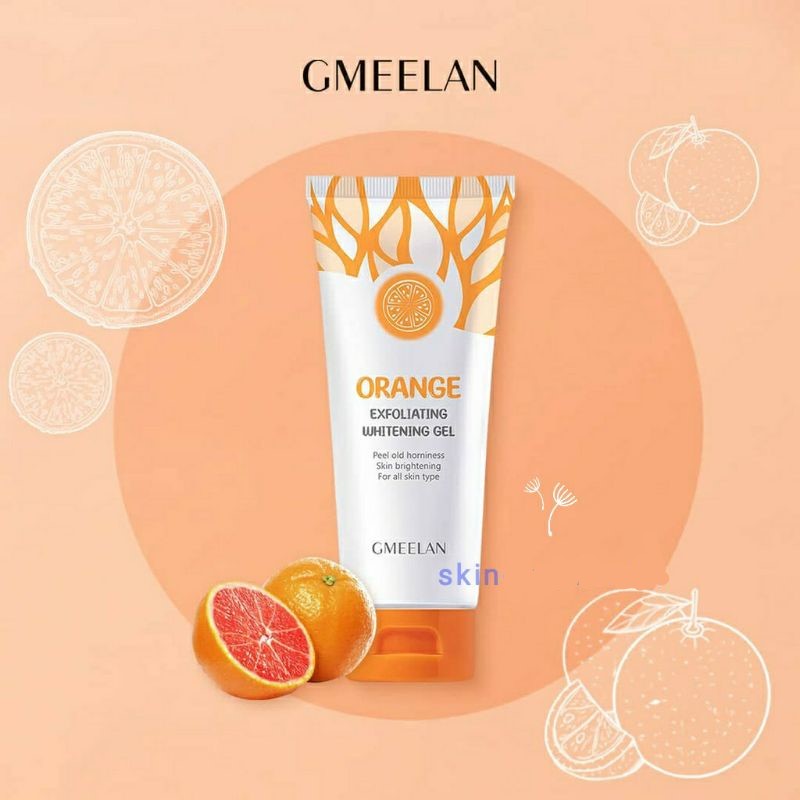 GMEELAN
ORANGE
EXFOLIATING
WHITENING GEL
Peel old horniness
Skin brightening
For all skin type
GMEELAN
skin